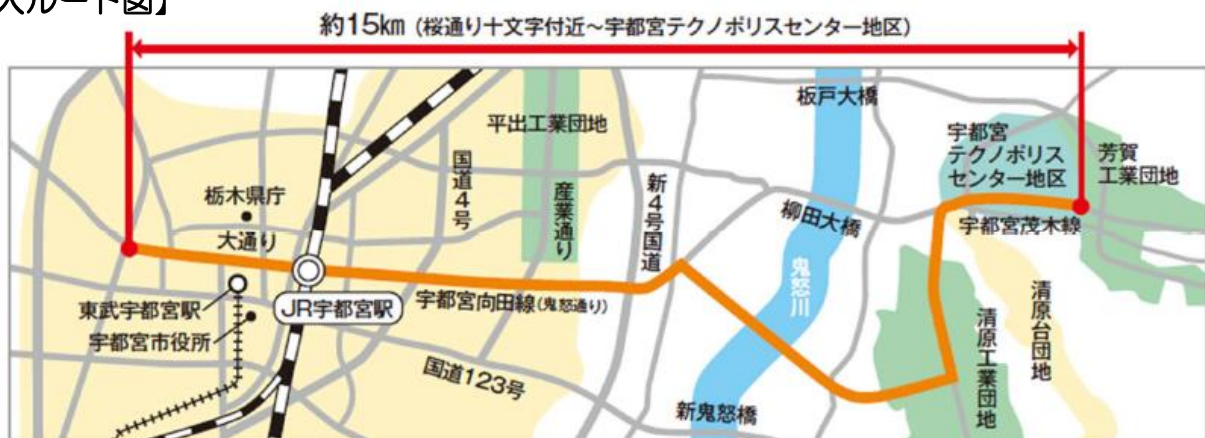 ルート図】
約15km（桜通り十文字付近～宇都宮テクノポリスセンター地区）
板戸大橋
平出工業団地
宇都宮
テクノポリス
センター地区
芳賀
工業団地
国道4号
産業通り
新4号国道
栃木県庁
大通り
柳田大橋
宇都宮茂木線
鬼怒川
東武宇都宮駅
JR宇都宮駅
宇都宮向田線(鬼怒通り)
宇都宮市役所
清原台団地
清原工業団地
国道123号
新鬼怒橋